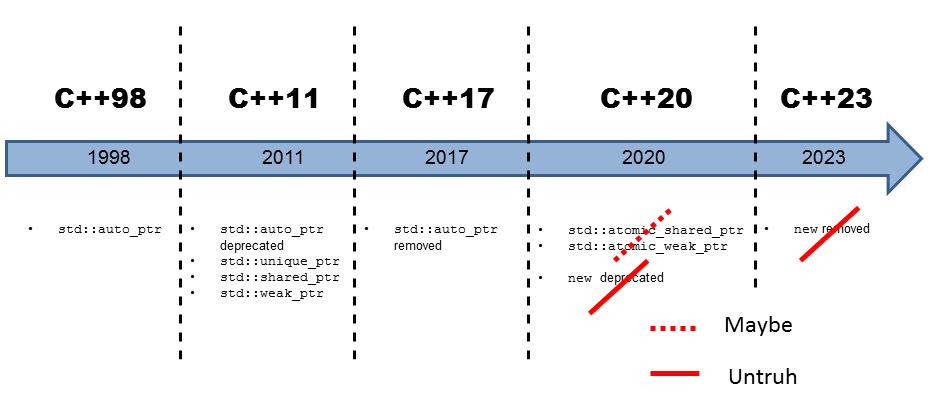 C++98
C++11
C++17
C++20
C++23
1998
2011
2017
2020
2023
• std::auto_ptr
• std::auto_ptr
deprecated
• std::unique_ptr
• std::shared_ptr
• std::weak_ptr
• std::auto_ptr
removed
• std::atomic_shared_ptr
• std::atomic_weak_ptr
• new deprecated
• new removed
Maybe
Untruh